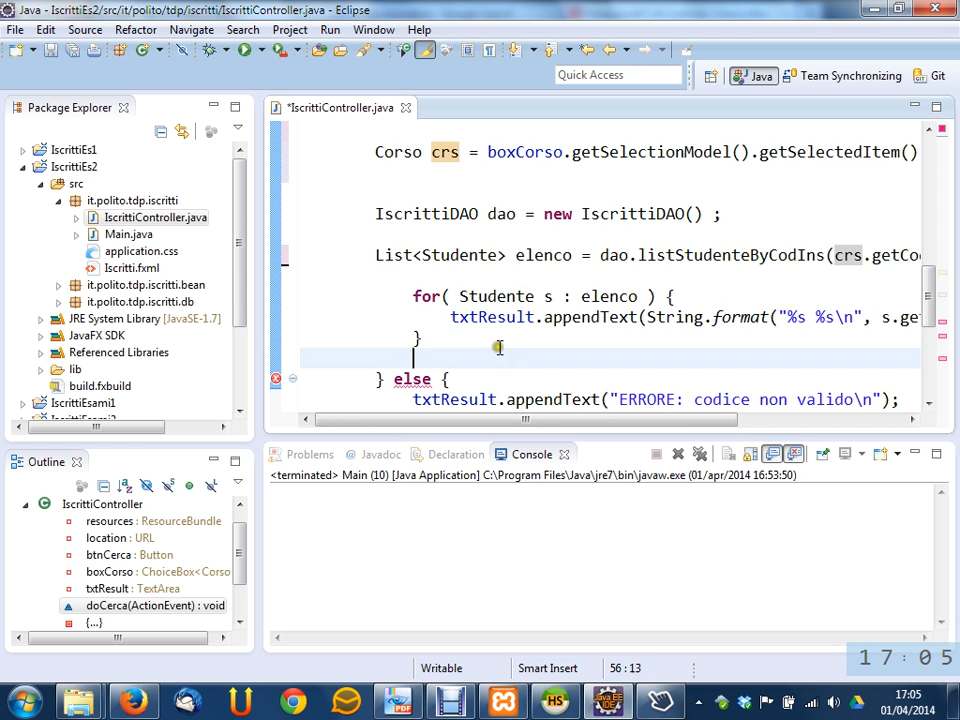 Java - IscrittiEs2/src/it/polito/tdp/iscritti/IscrittiController.java - Eclipse
File Edit Source Refactor Navigate Search Project Run Window Help
Quick Access
Java
Team Synchronizing
Git
Package Explorer
IscrittiEs1
IscrittiEs2
src
it.polito.tdp.iscritti
IscrittiController.java
Main.java
application.css
Iscritti.fxml
it.polito.tdp.iscritti.bean
it.polito.tdp.iscritti.db
JRE System Library [JavaSE-1.7]
JavaFX SDK
Referenced Libraries
lib
build.fxbuild
IscrittiEsami1
IscrittiEsami2
*IscrittiController.java
Corso crs = boxCorso.getSelectionModel().getSelectedItem()
IscrittiDAO dao = new IscrittiDAO() ;
List<Studente> elenco = dao.listStudenteByCodIns(crs.getCo
for( Studente s : elenco ) {
txtResult.appendText(String.format("%s %s\n", s.ge
}
} else {
txtResult.appendText("ERRORE: codice non valido\n");
Outline
IscrittiController
resources : ResourceBundle
location : URL
btnCerca : Button
boxCorso : ChoiceBox<Corso
txtResult : TextArea
doCerca(ActionEvent) : void
{...}
Problems @ Javadoc Declaration Console
<terminated> Main (10) [Java Application] C:\Program Files\Java\jre7\bin\javaw.exe (01/apr/2014 16:53:50)
Writable
Smart Insert
56 : 13
17:05
17:05
01/04/2014